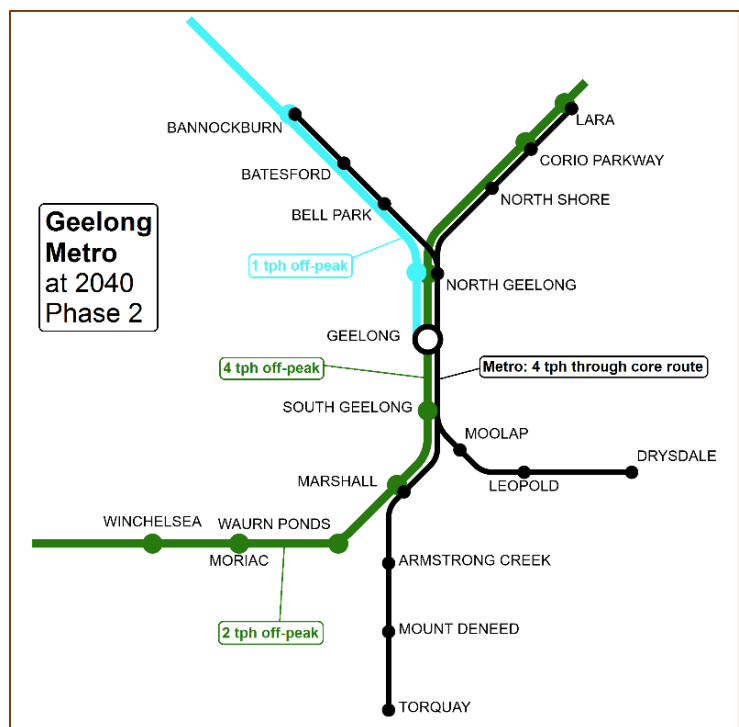 LARA
BANNOCKBURN
CORIO PARKWAY
BATESFORD
NORTH SHORE
BELL PARK
Geelong
Metro
at 2040
Phase 2
1 tph off-peak
NORTH GEELONG
GEELONG
4 tph off-peak
Metro: 4 tph through core route
SOUTH GEELONG
MOOLAP
DRYSDALE
MARSHALL
LEOPOLD
WINCHELSEA
WAURN PONDS
MORIAC
ARMSTRONG CREEK
2 tph off-peak
MOUNT DENEED
TORQUAY